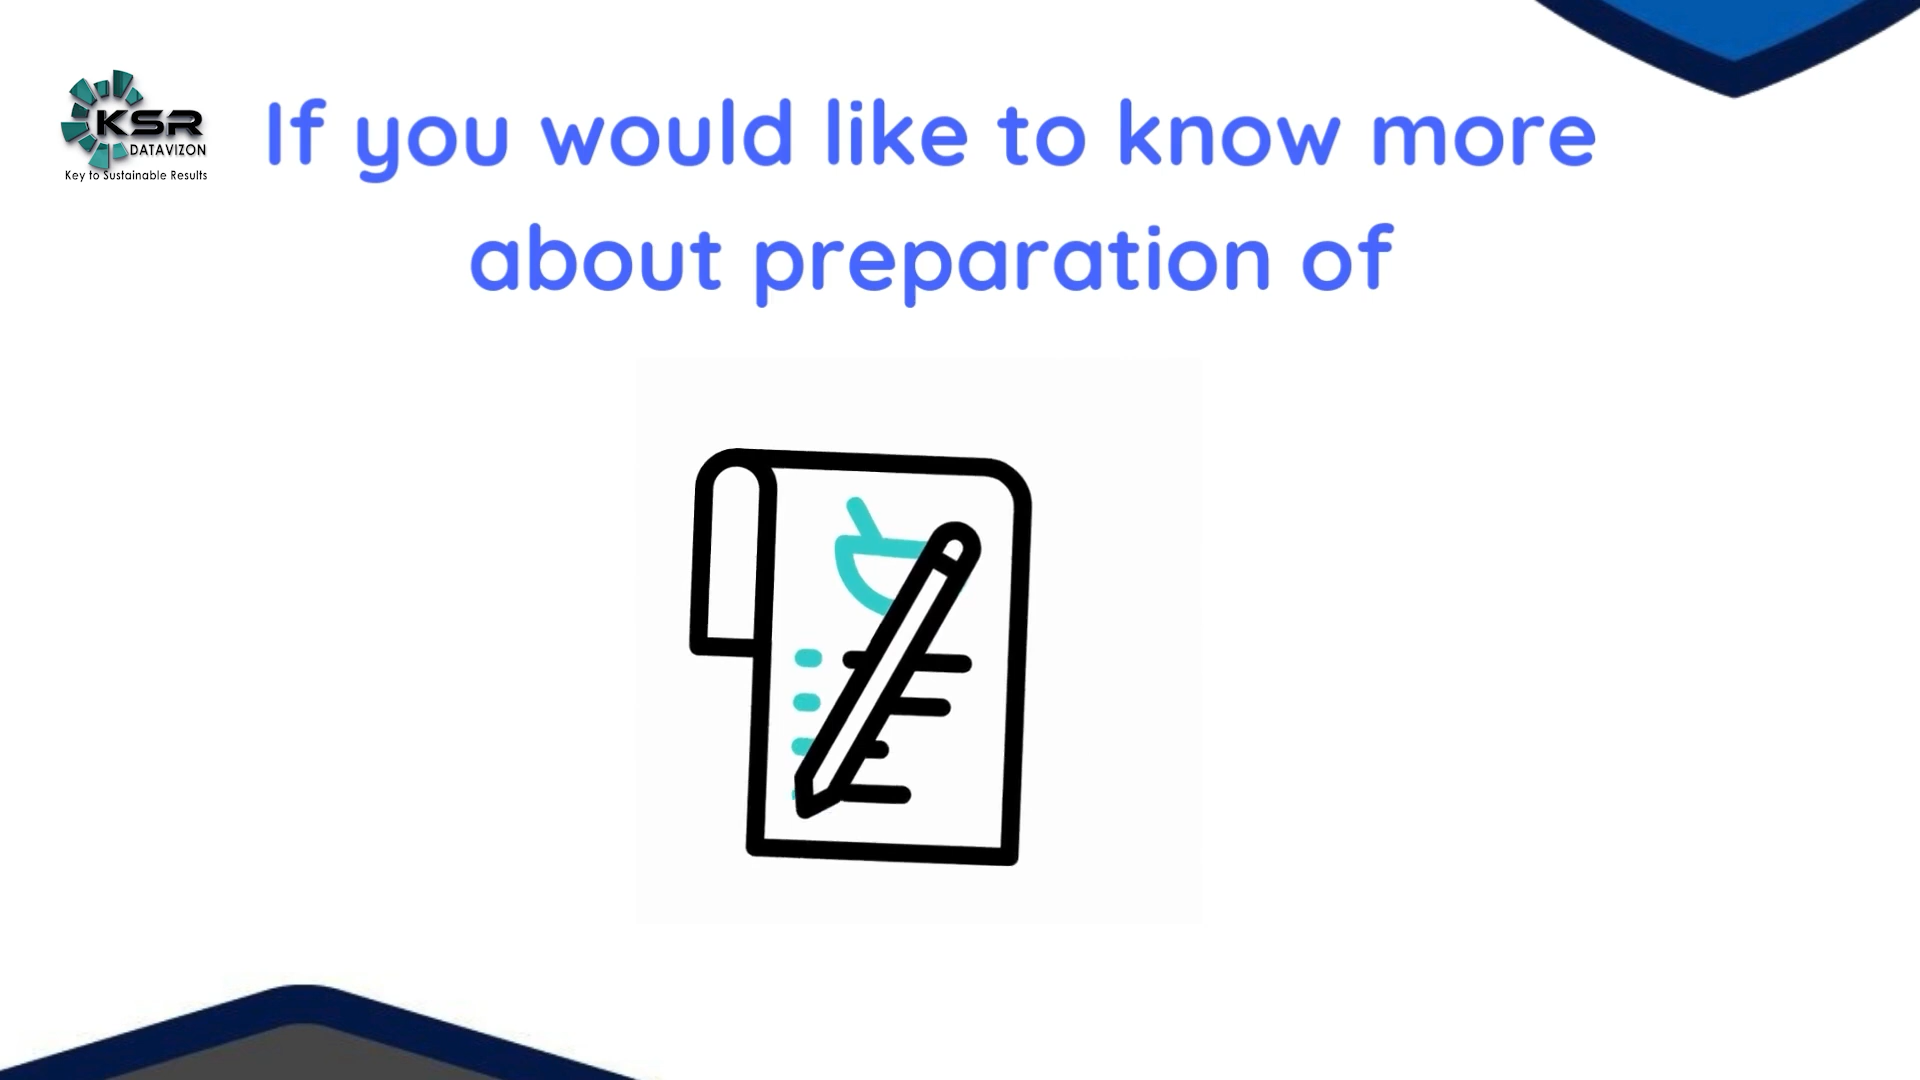 KSR
DATAVIZON
Key to Sustainable Results
If you would like to know more
about preparation of